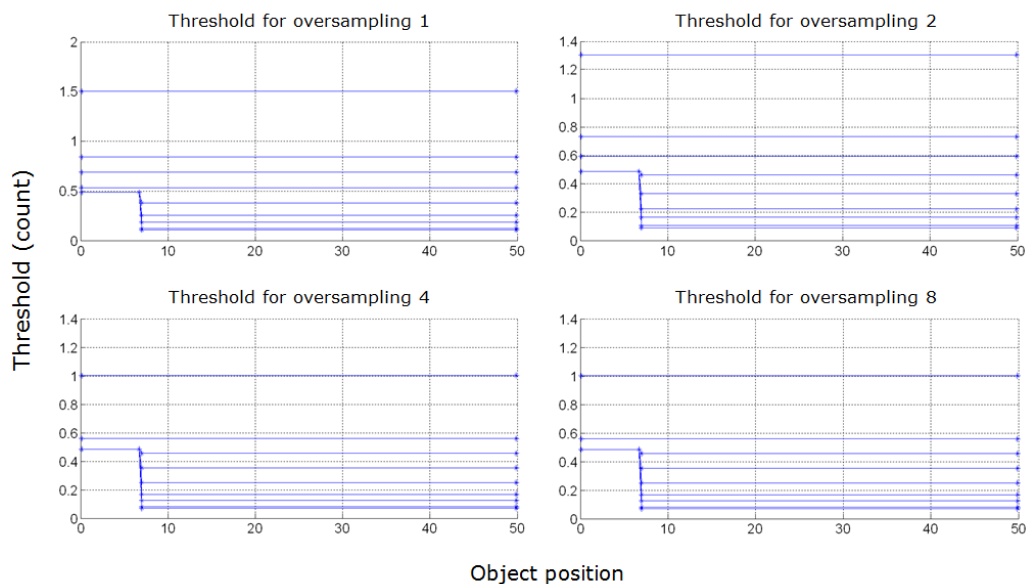 Threshold for oversampling 1
Threshold for oversampling 2
2
1.5
1
0.5
0
0 10 20 30 40 50
1.4
1.2
1
0.8
0.6
0.4
0.2
0
0 10 20 30 40 50
Threshold (count)
Threshold for oversampling 4
Threshold for oversampling 8
1.4
1.2
1
0.8
0.6
0.4
0.2
0
0 10 20 30 40 50
1.4
1.2
1
0.8
0.6
0.4
0.2
0
0 10 20 30 40 50
Object position